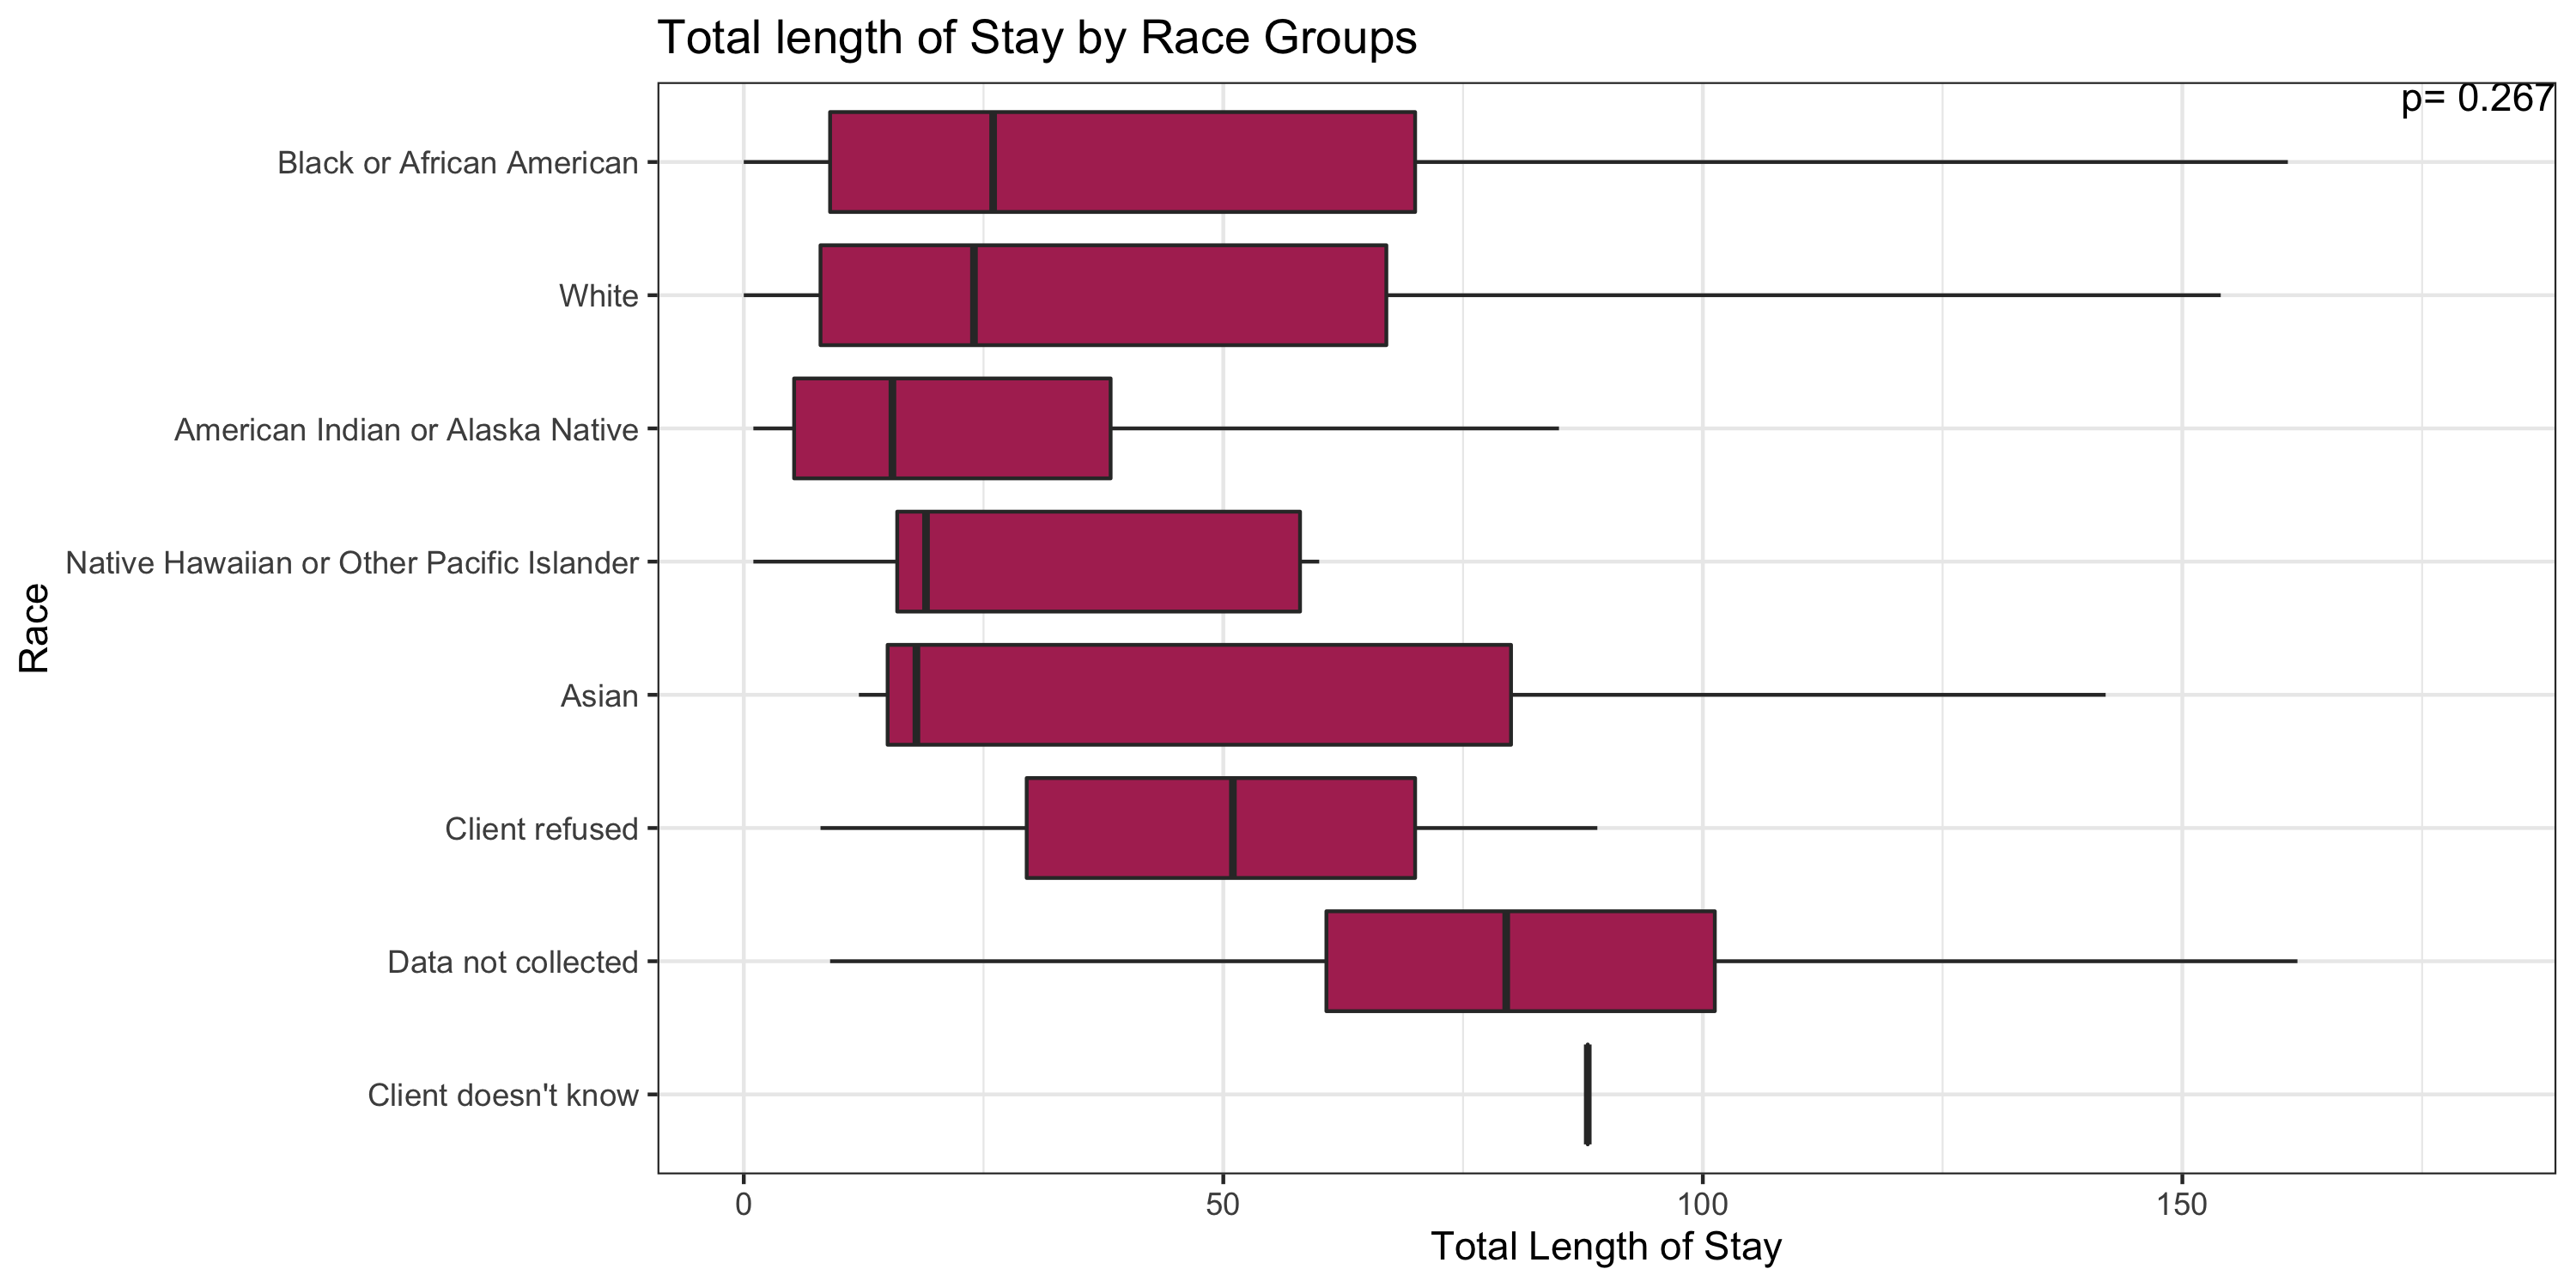 Total length of Stay by Race Groups
p= 0.267
Black or African American
White
American Indian or Alaska Native
Native Hawaiian or Other Pacific Islander
Asian
Client refused
Data not collected
Client doesn't know
Race
0 50 100 150
Total Length of Stay